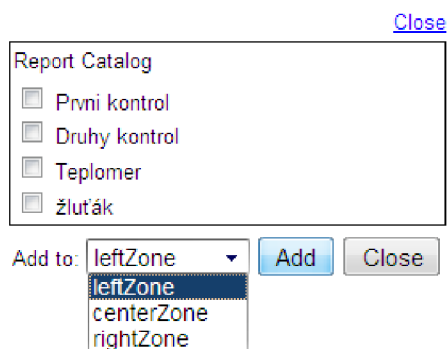 Close
Report Catalog
Prvni kontrol
Druhy kontrol
Teplomer
žluťák
Add to: leftZone Add Close
leftZone
centerZone
rightZone